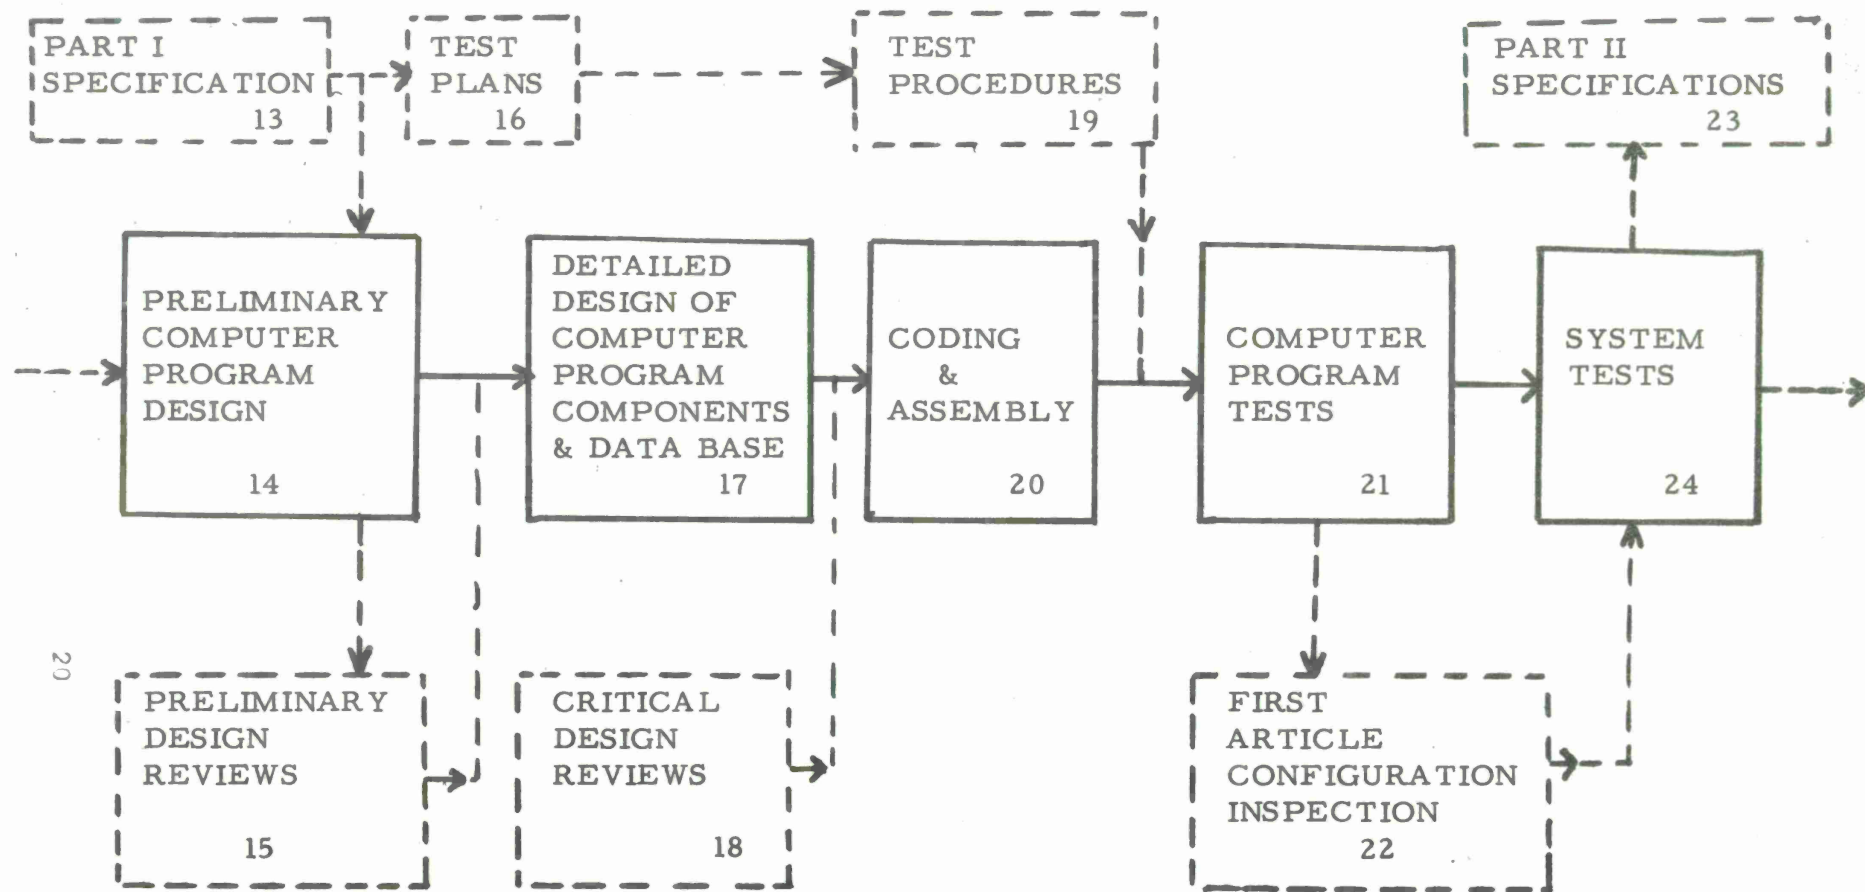 PART I
SPECIFICATION
13
TEST
PLANS
16
TEST
PROCEDURES
19
PART II
SPECIFICATIONS
23
PRELIMINARY
COMPUTER
PROGRAM
DESIGN
14
DETAILED
DESIGN OF
COMPUTER
PROGRAM
COMPONENTS
& DATA BASE
17
CODING
&
ASSEMBLY
20
COMPUTER
PROGRAM
TESTS
21
SYSTEM
TESTS
24
20
PRELIMINARY
DESIGN
REVIEWS
15
CRITICAL
DESIGN
REVIEWS
18
FIRST
ARTICLE
CONFIGURATION
INSPECTION
22